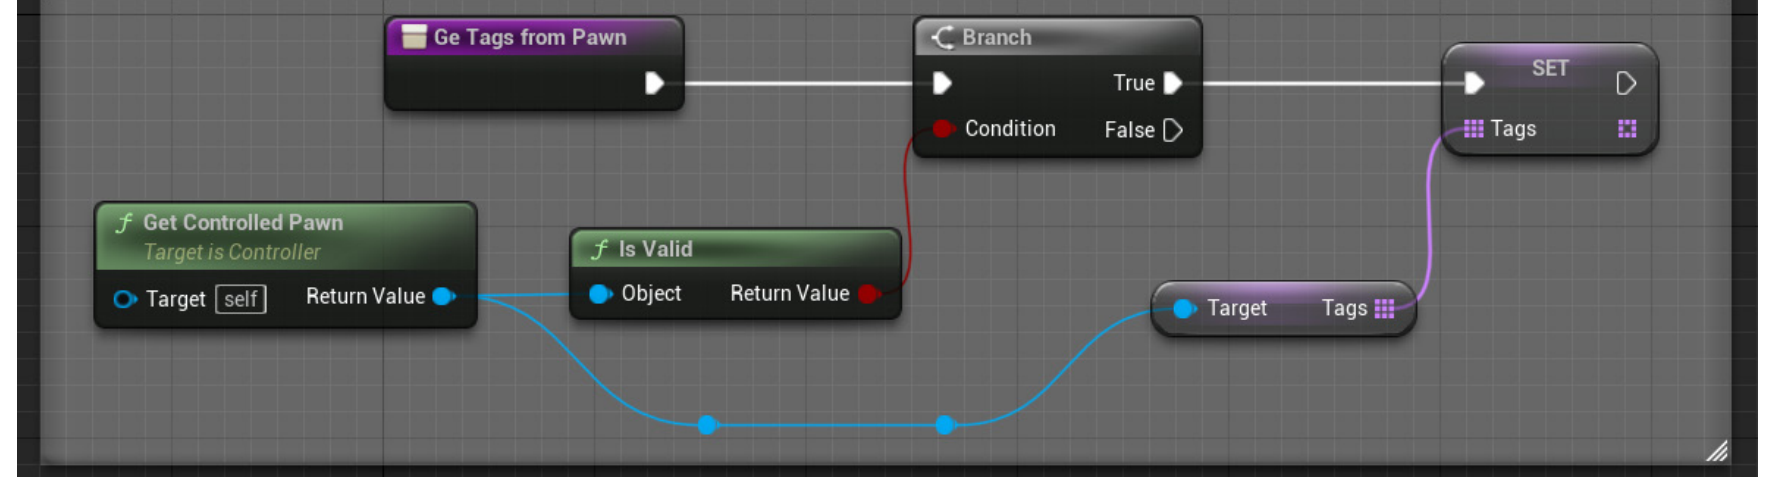 Ge Tags from Pawn
Branch
True
Condition
False
SET
Tags
f Get Controlled Pawn
Target is Controller
Target self
Return Value
f Is Valid
Object
Return Value
Target
Tags